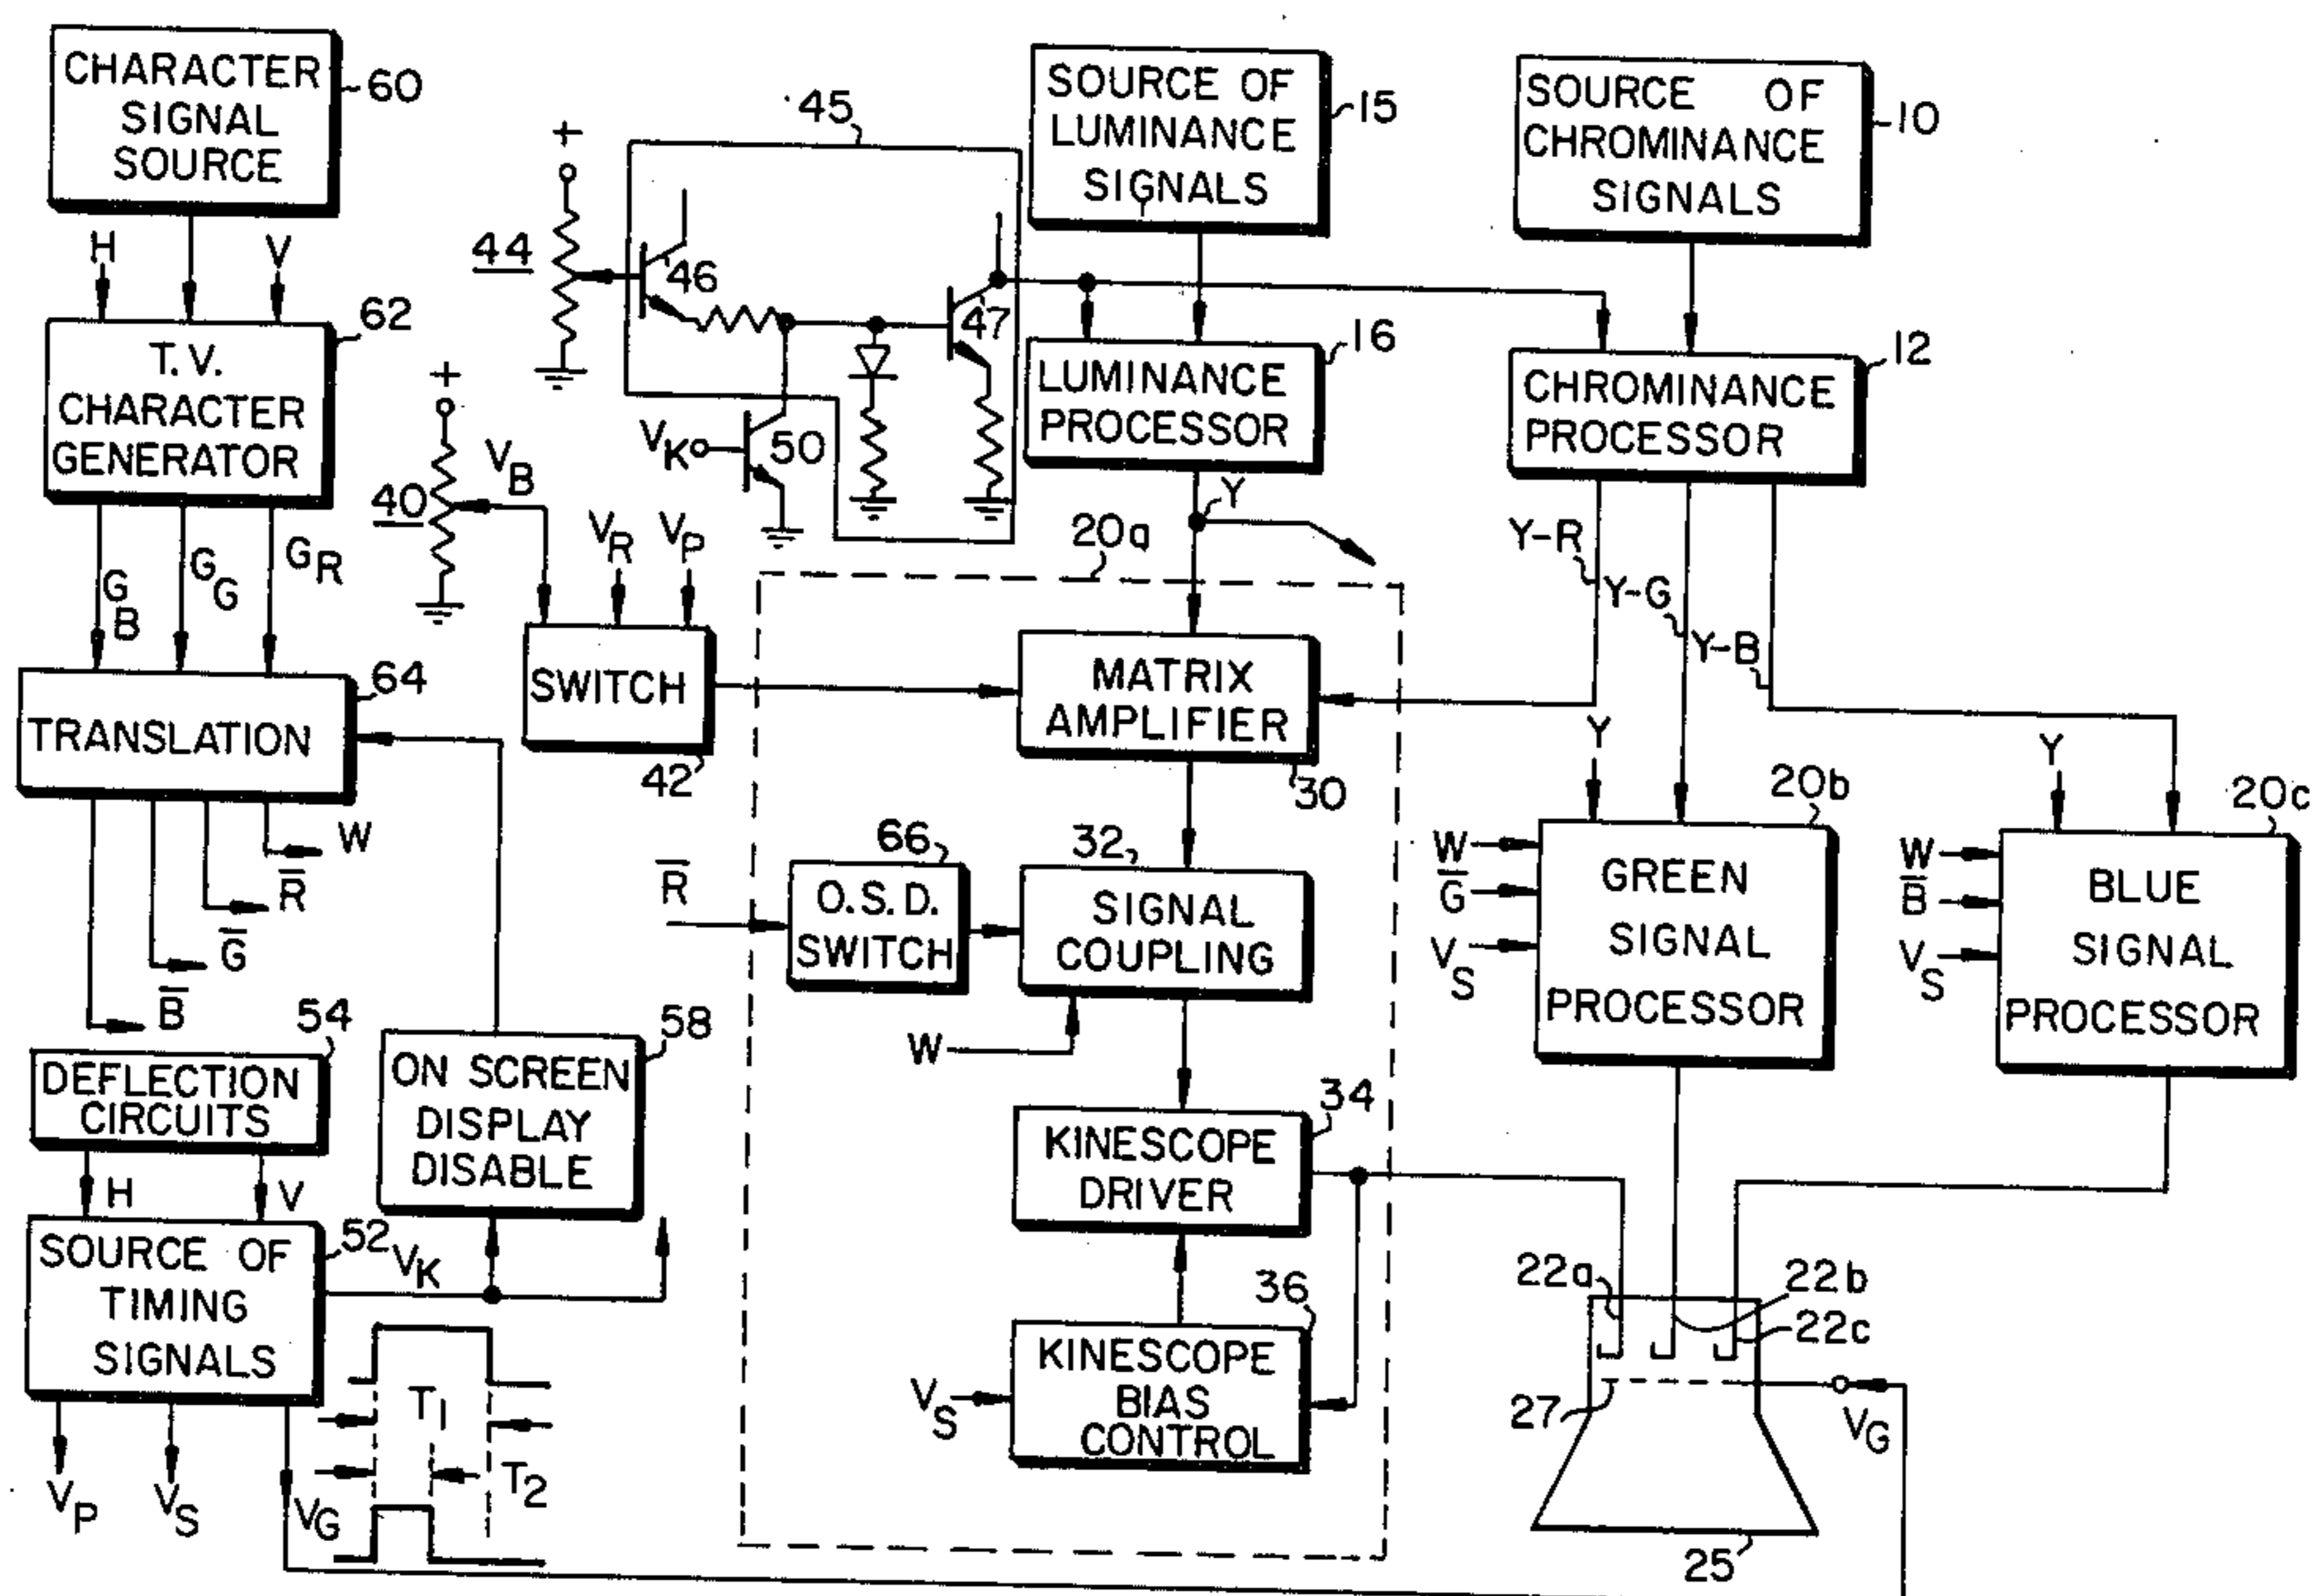 CHARACTER
SIGNAL
SOURCE
60
H
V
T.V.
CHARACTER
GENERATOR
62
G B
G G
G R
TRANSLATION
64
W
R̅
G̅
B̅
DEFLECTION
CIRCUITS
54
H
V
SOURCE OF
TIMING
SIGNALS
52
VK
VP
VS
VG
T1
T2
ON SCREEN
DISPLAY
DISABLE
58
+
44
+
40
VB
VR
VP
SWITCH
42
45
46
47
VK
50
SOURCE OF
LUMINANCE
SIGNALS
15
LUMINANCE
PROCESSOR
16
Y
20a
MATRIX
AMPLIFIER
30
R̅
O.S.D.
SWITCH
66
SIGNAL
COUPLING
32
W
KINESCOPE
DRIVER
34
KINESCOPE
BIAS
CONTROL
36
VS
SOURCE OF
CHROMINANCE
SIGNALS
10
CHROMINANCE
PROCESSOR
12
Y-R
Y-G
Y-B
Y
W
G̅
VS
GREEN
SIGNAL
PROCESSOR
20b
Y
W
B̅
VS
BLUE
SIGNAL
PROCESSOR
20c
22a
22b
22c
27
VG
25